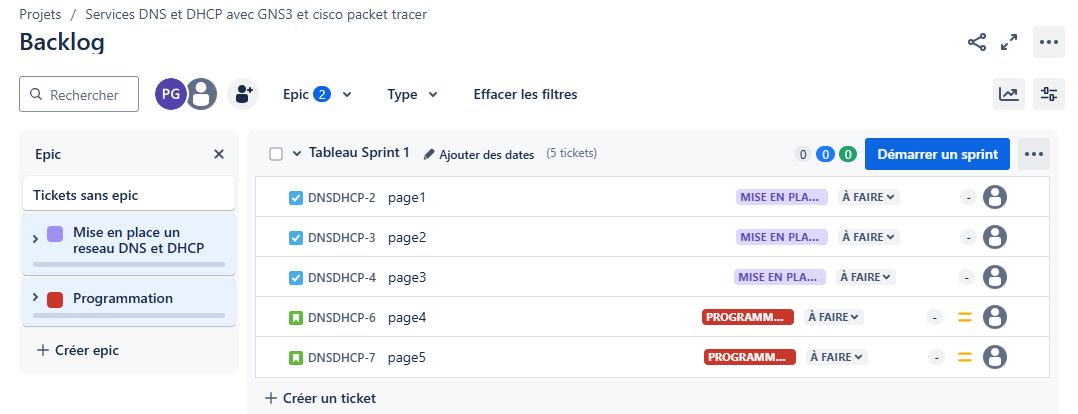 Projets / Services DNS et DHCP avec GNS3 et cisco packet tracer
Backlog
Rechercher PG Epic 2 Type Effacer les filtres
Epic
Tickets sans epic
Mise en place un
reseau DNS et DHCP
Programmation
Créer epic
Tableau Sprint 1 Ajouter des dates (5 tickets) 0 0 0 Démarrer un sprint
DNSDHCP-2 page1 MISE EN PLA... À FAIRE -
DNSDHCP-3 page2 MISE EN PLA... À FAIRE -
DNSDHCP-4 page3 MISE EN PLA... À FAIRE -
DNSDHCP-6 page4 PROGRAMM... À FAIRE -
DNSDHCP-7 page5 PROGRAMM... À FAIRE -
Créer un ticket